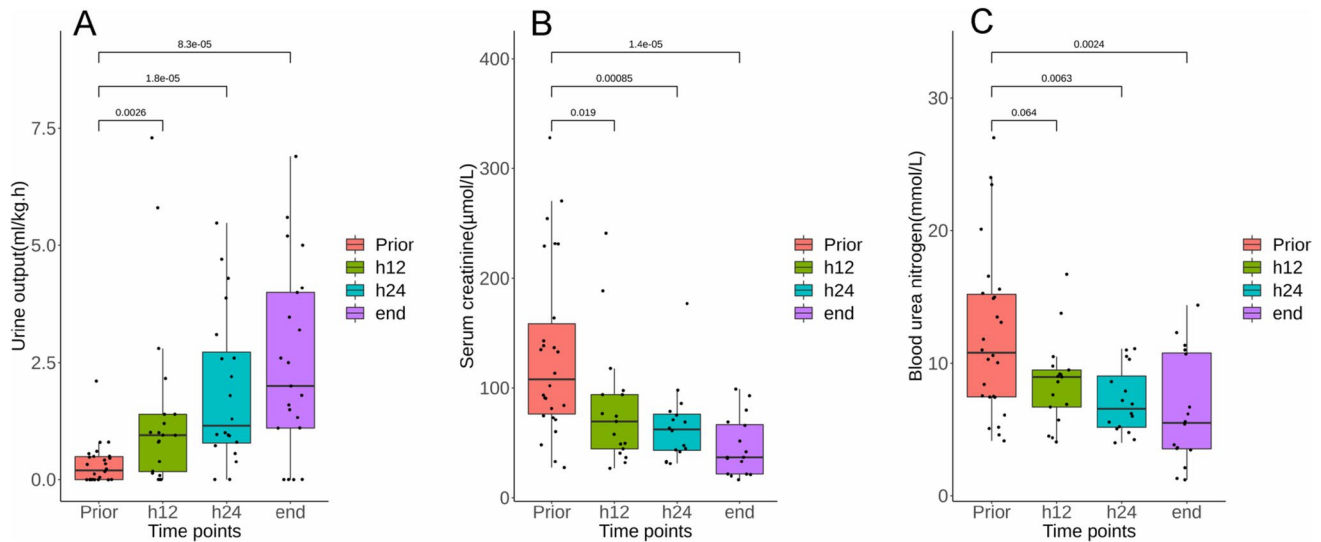 A
8.3e-05
1.8e-05
0.0026
7.5
5.0
2.5
0.0
Urine output(ml/kg.h)
Prior h12 h24 end
Time points
Prior
h12
h24
end
B
1.4e-05
0.00085
0.019
400
300
200
100
0
Serum creatinine(µmol/L)
Prior h12 h24 end
Time points
Prior
h12
h24
end
C
0.0024
0.0063
0.064
30
20
10
0
Blood urea nitrogen(mmol/L)
Prior h12 h24 end
Time points
Prior
h12
h24
end